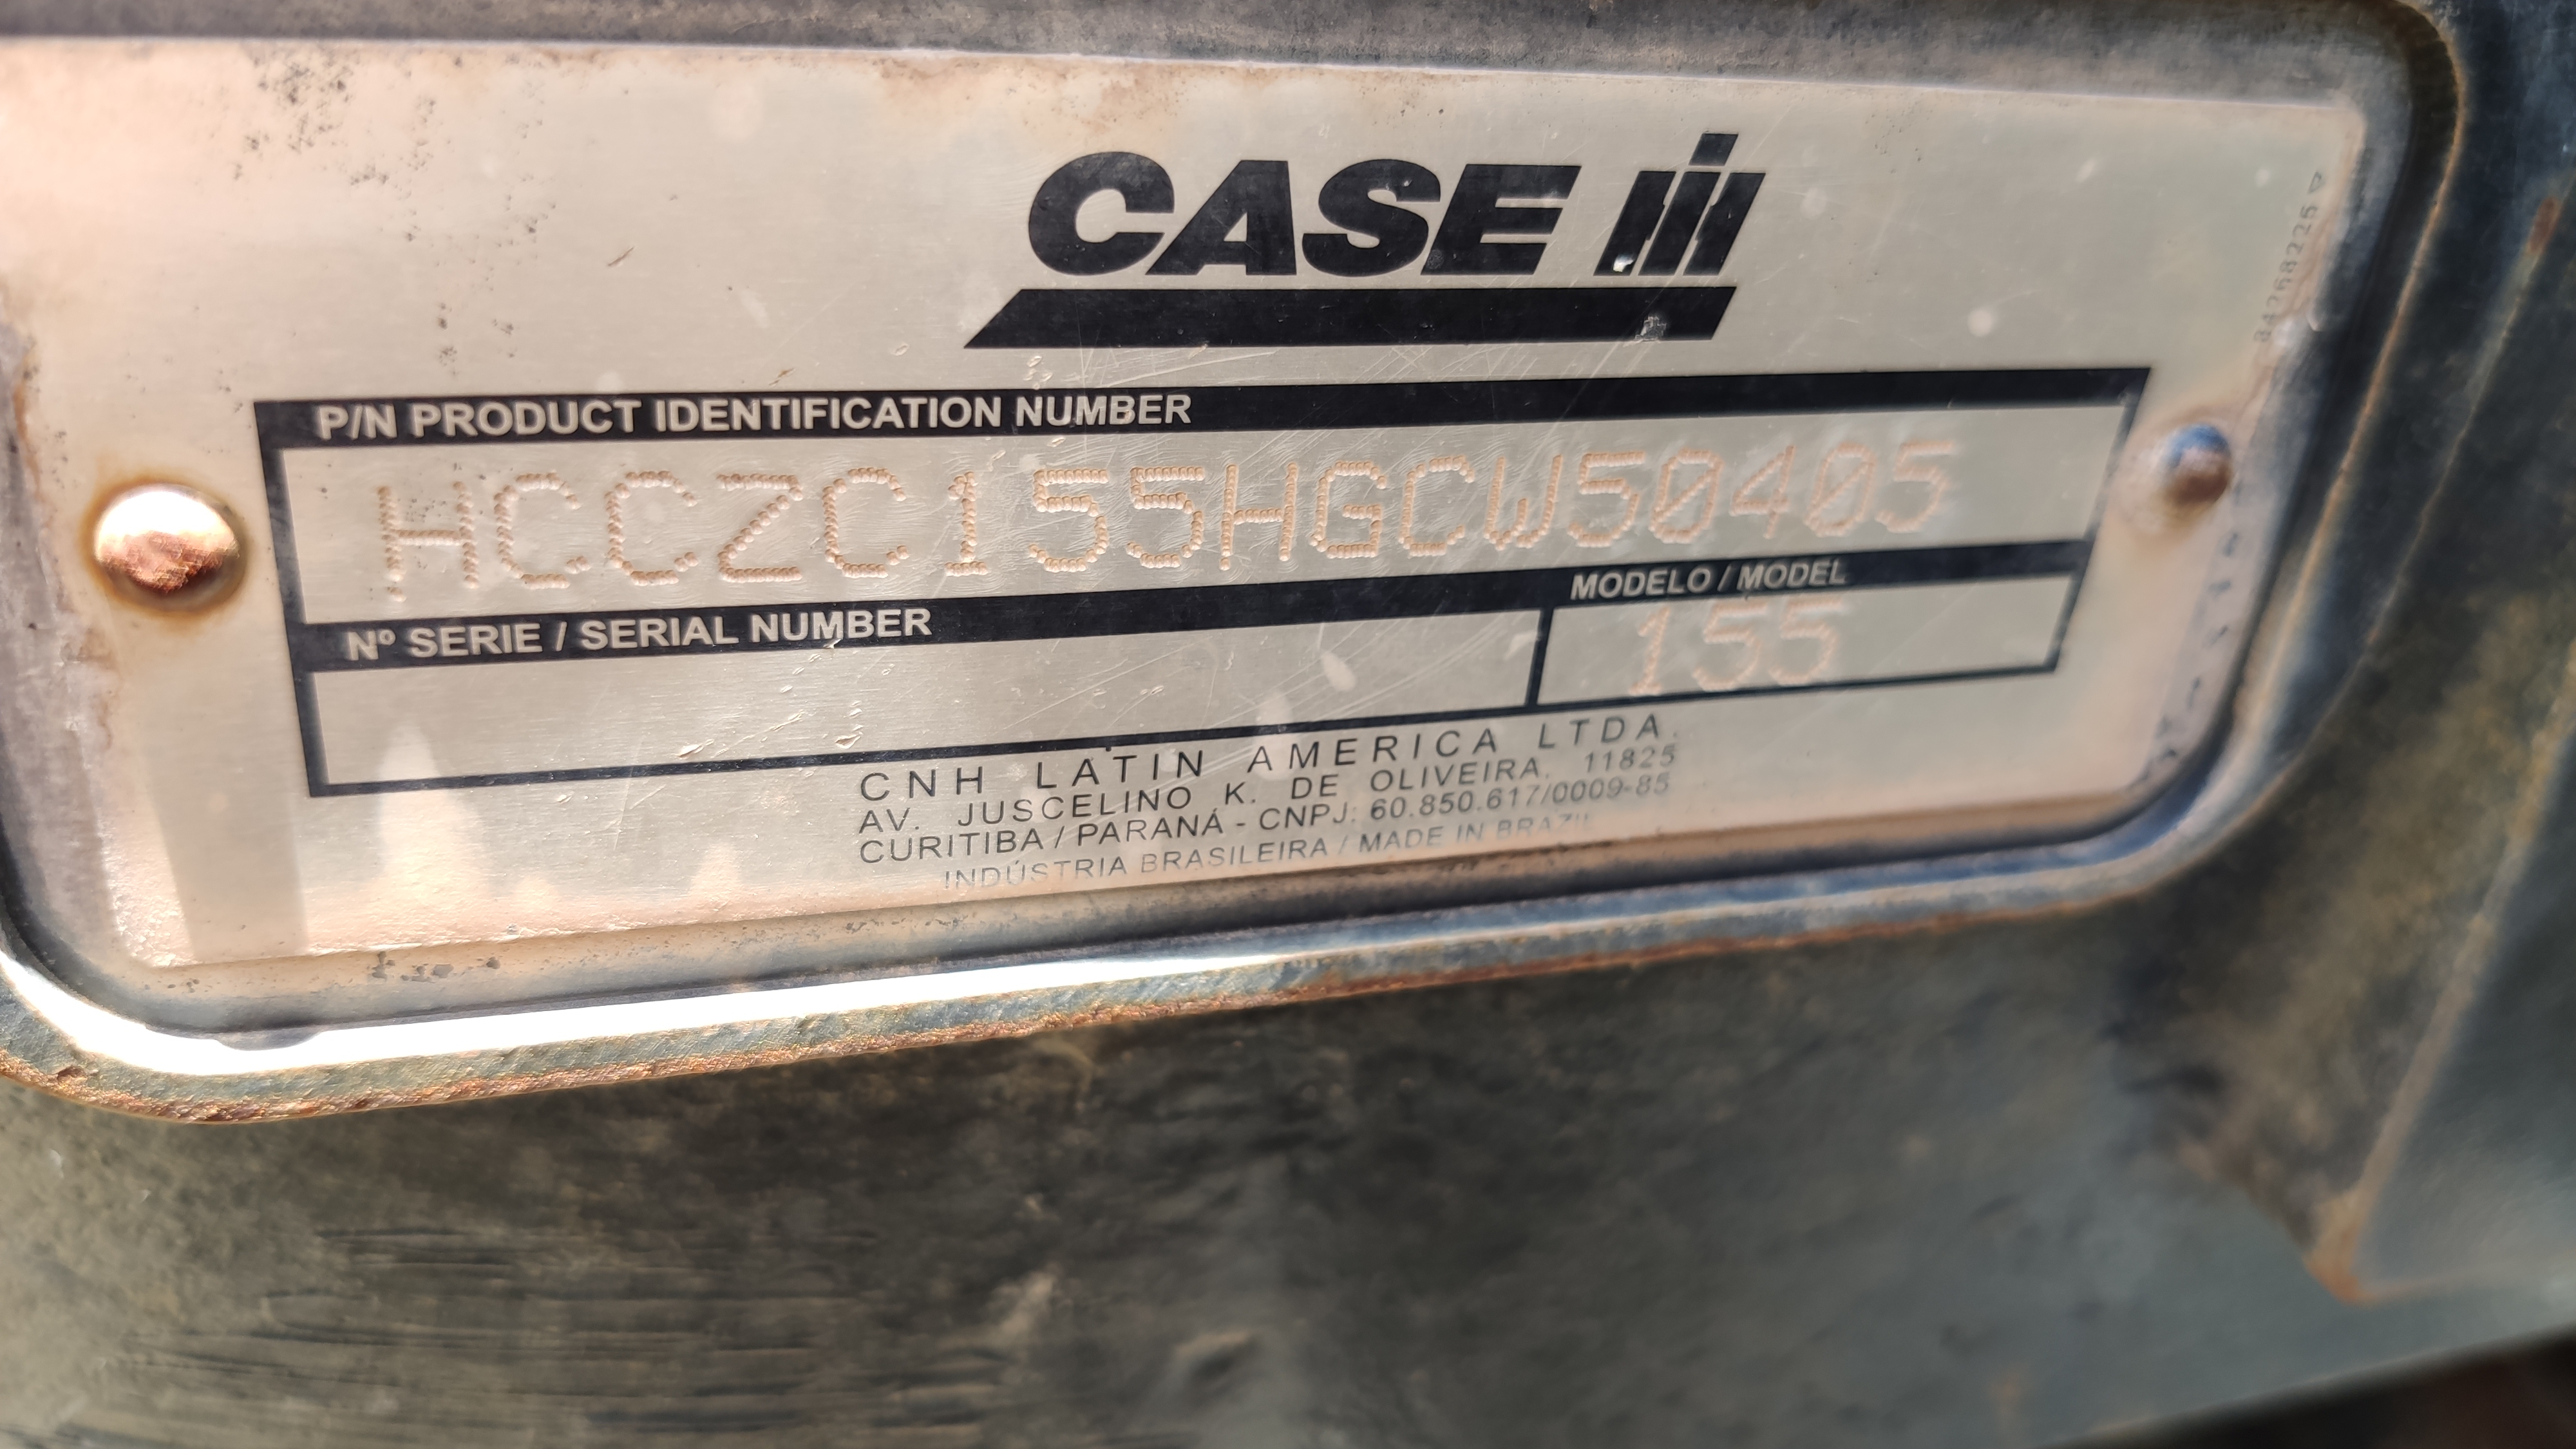 CASE IH
P/N PRODUCT IDENTIFICATION NUMBER
HCCZC155HGCW50405
Nº SERIE / SERIAL NUMBER
MODELO / MODEL
155
CNH LATIN AMERICA LTDA.
AV. JUSCELINO K. DE OLIVEIRA, 11825
CURITIBA / PARANÁ - CNPJ: 60.850.617/0009-85
INDÚSTRIA BRASILEIRA / MADE IN BRAZIL